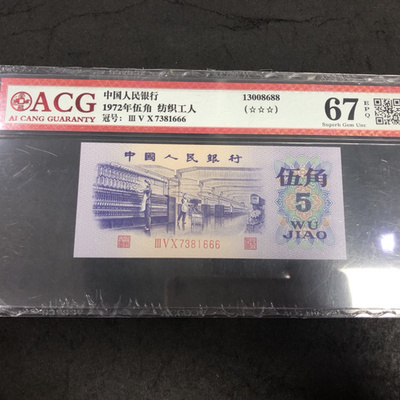 ACG
AI CANG GUARANTY
中国人民银行
1972年伍角 纺织工人
冠号: III V X 7381666
13008688
(☆☆☆)
67
EPQ
Superb Gem Unc
中國人民銀行
伍角
5
WU
JIAO
III V X 7381666